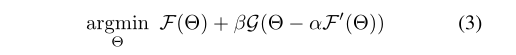 argmin F(Θ) + βG(Θ − αF′(Θ)) (3)
Θ